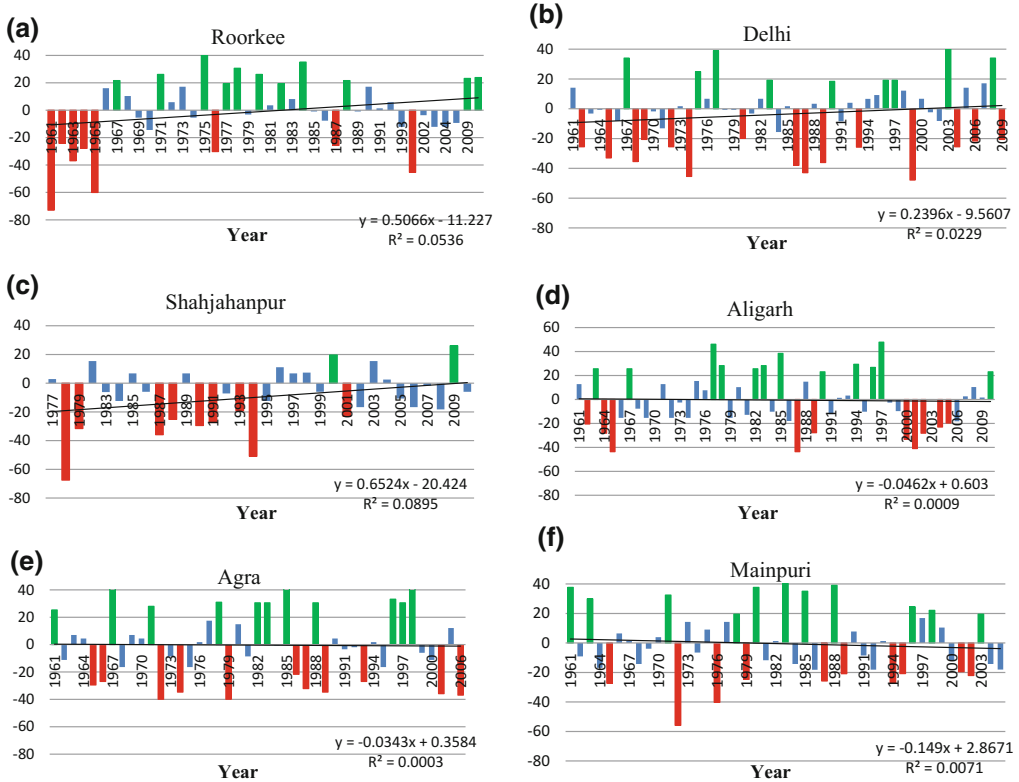 (a)
Roorkee
40
20
0
-20
-40
-60
-80
1961 1963 1965 1967 1969 1971 1973 1975 1977 1979 1981 1983 1985 1987 1989 1991 1993 2002 2004 2009
y = 0.5066x - 11.227
R² = 0.0536
Year
(b)
Delhi
40
20
0
-20
-40
-60
-80
1961 1964 1967 1970 1973 1976 1979 1982 1985 1988 1991 1994 1997 2000 2003 2006 2009
y = 0.2396x - 9.5607
R² = 0.0229
Year
(c)
Shahjahanpur
40
20
0
-20
-40
-60
-80
1977 1979 1983 1985 1987 1989 1991 1993 1995 1997 1999 2001 2003 2005 2007 2009
y = 0.6524x - 20.424
R² = 0.0895
Year
(d)
Aligarh
60
40
20
0
-20
-40
-60
-80
1961 1964 1967 1970 1973 1976 1979 1982 1985 1988 1991 1994 1997 2000 2003 2006 2009
y = -0.0462x + 0.603
R² = 0.0009
Year
(e)
Agra
40
20
0
-20
-40
-60
-80
1961 1964 1967 1970 1973 1976 1979 1982 1985 1988 1991 1994 1997 2000 2006
y = -0.0343x + 0.3584
R² = 0.0003
Year
(f)
Mainpuri
40
20
0
-20
-40
-60
-80
1961 1964 1967 1970 1973 1976 1979 1982 1985 1988 1991 1994 1997 2000 2003
y = -0.149x + 2.8671
R² = 0.0071
Year